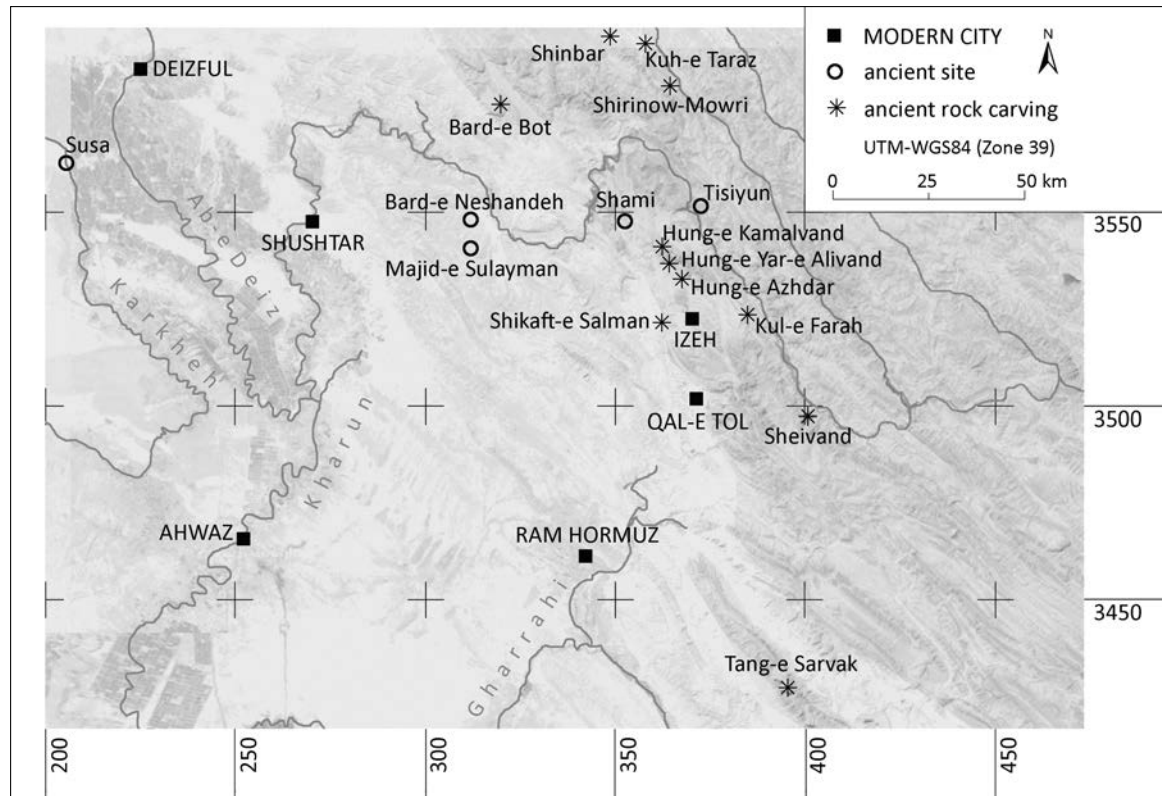 Shinbar
Kuh-e Taraz
Shirinow-Mowri
Bard-e Bot
DEIZFUL
Susa
Bard-e Neshandeh
Shami
Tisiyun
SHUSHTAR
Majid-e Sulayman
Hung-e Kamalvand
Hung-e Yar-e Alivand
Hung-e Azhdar
Shikaft-e Salman
IZEH
Kul-e Farah
QAL-E TOL
Sheivand
AHWAZ
RAM HORMUZ
Tang-e Sarvak
Ab-e Deiz
Karkheh
Kharun
Gharrahi
MODERN CITY
N
ancient site
ancient rock carving
UTM-WGS84 (Zone 39)
0 25 50 km
3550
3500
3450
200
250
300
350
400
450